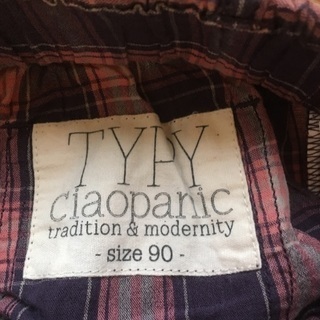 TYPY
ciaopanic
tradition & modernity
- size 90 -